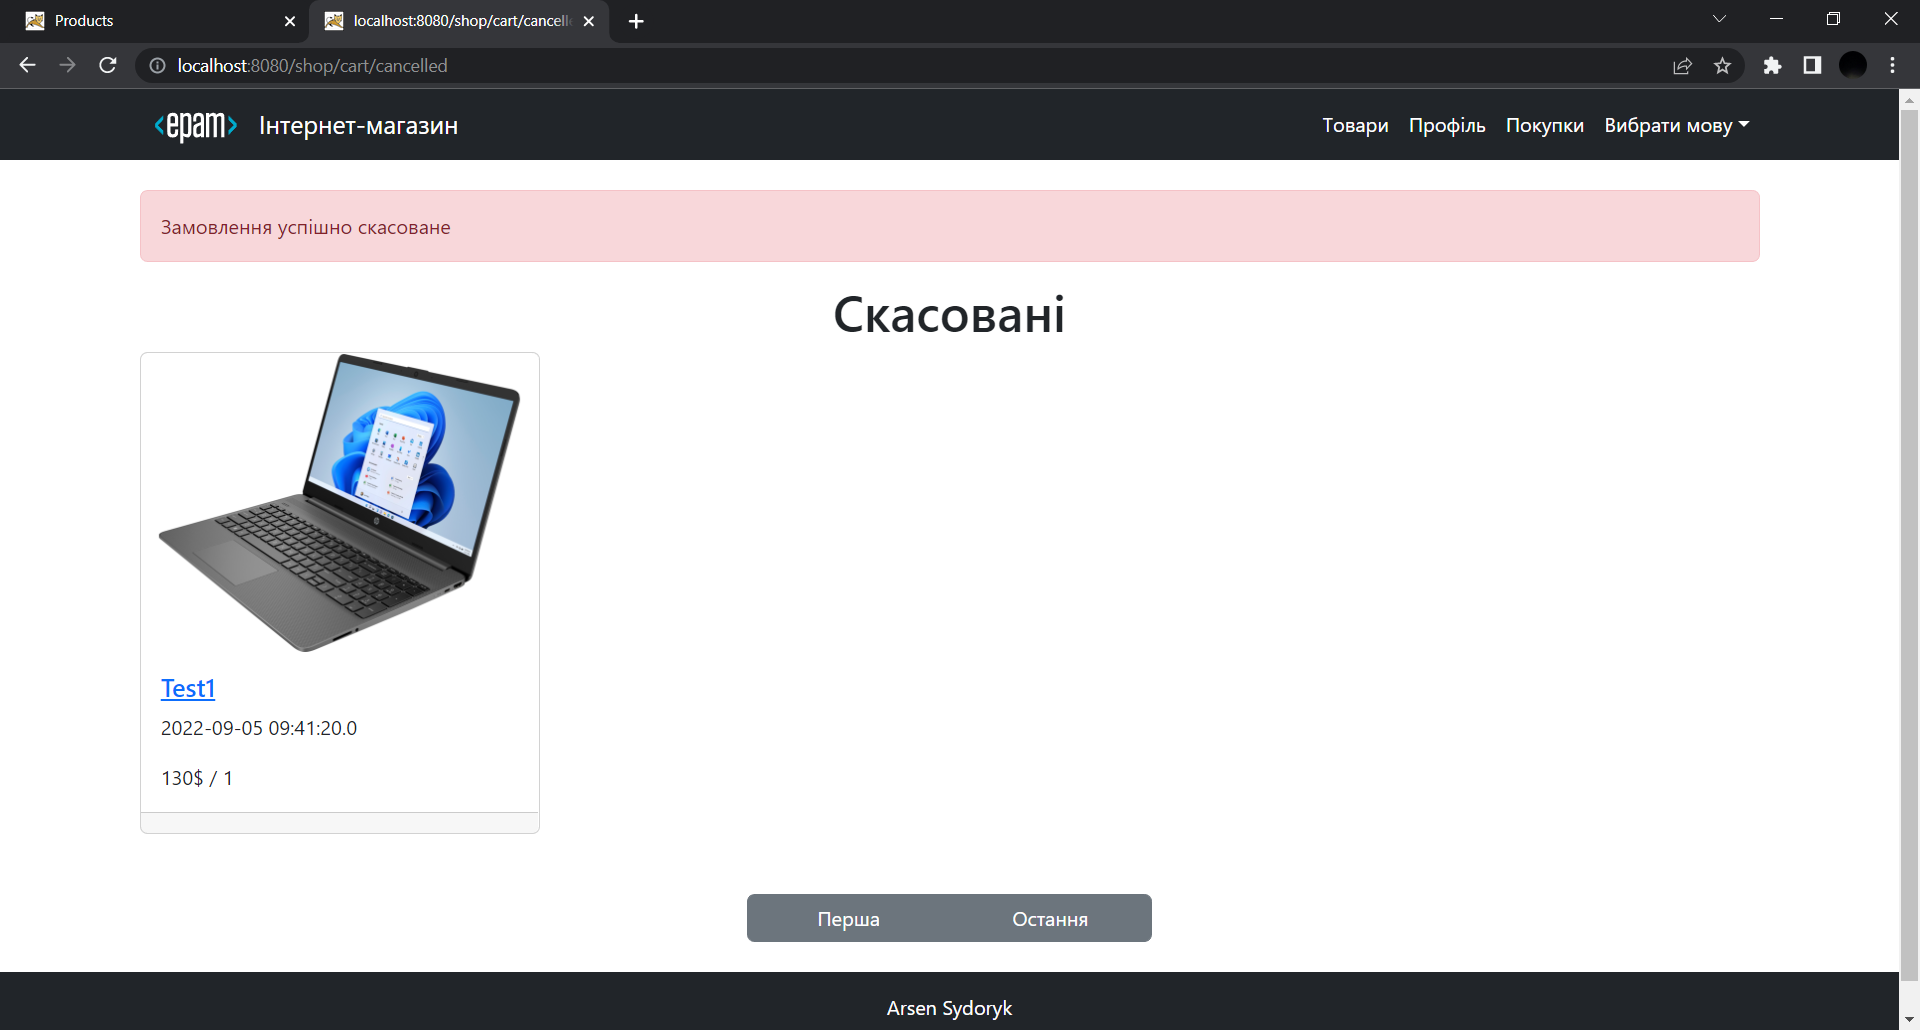 Products
localhost:8080/shop/cart/cancell
localhost:8080/shop/cart/cancelled
<epam> Інтернет-магазин
Товари Профіль Покупки Вибрати мову
Замовлення успішно скасоване
Скасовані
Test1
2022-09-05 09:41:20.0
130$ / 1
Перша Остання
Arsen Sydoryk